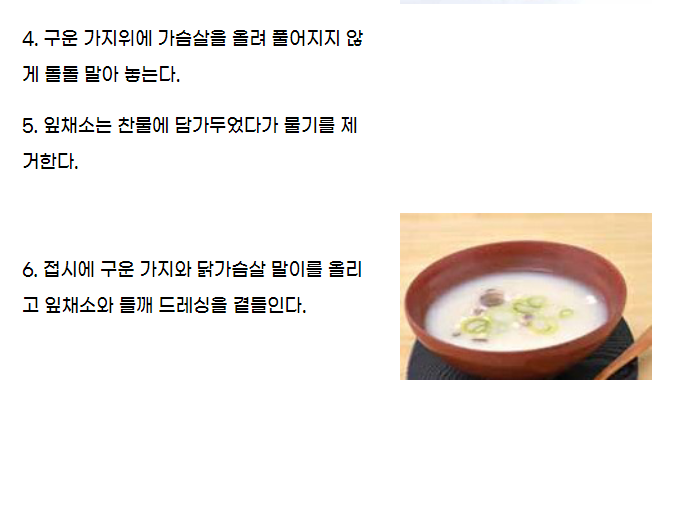 4. 구운 가지위에 가슴살을 올려 풀어지지 않
게 돌돌 말아 놓는다.
5. 잎채소는 찬물에 담가두었다가 물기를 제
거한다.
6. 접시에 구운 가지와 닭가슴살 말이를 올리
고 잎채소와 들깨 드레싱을 곁들인다.